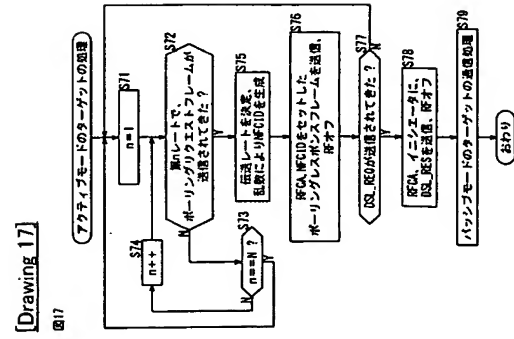 [Drawing 17]
図17
アクティブモードのターゲットの処理
S71
n=1
S72
第nレートで、
ポーリングリクエストフレームが
送信されてきた?
N
Y
S73
n==N ?
N
Y
S74
n++
S75
伝送レートを決定、
乱数によりNFCIDを生成
S76
RFCA、NFCIDをセットした
ポーリングレスポンスフレームを送信、
RFオフ
S77
DSL_REQが送信されてきた?
N
Y
S78
RFCA、イニシエータに、
DSL_RESを送信、RFオフ
S79
パッシブモードのターゲットの通信処理
おわり